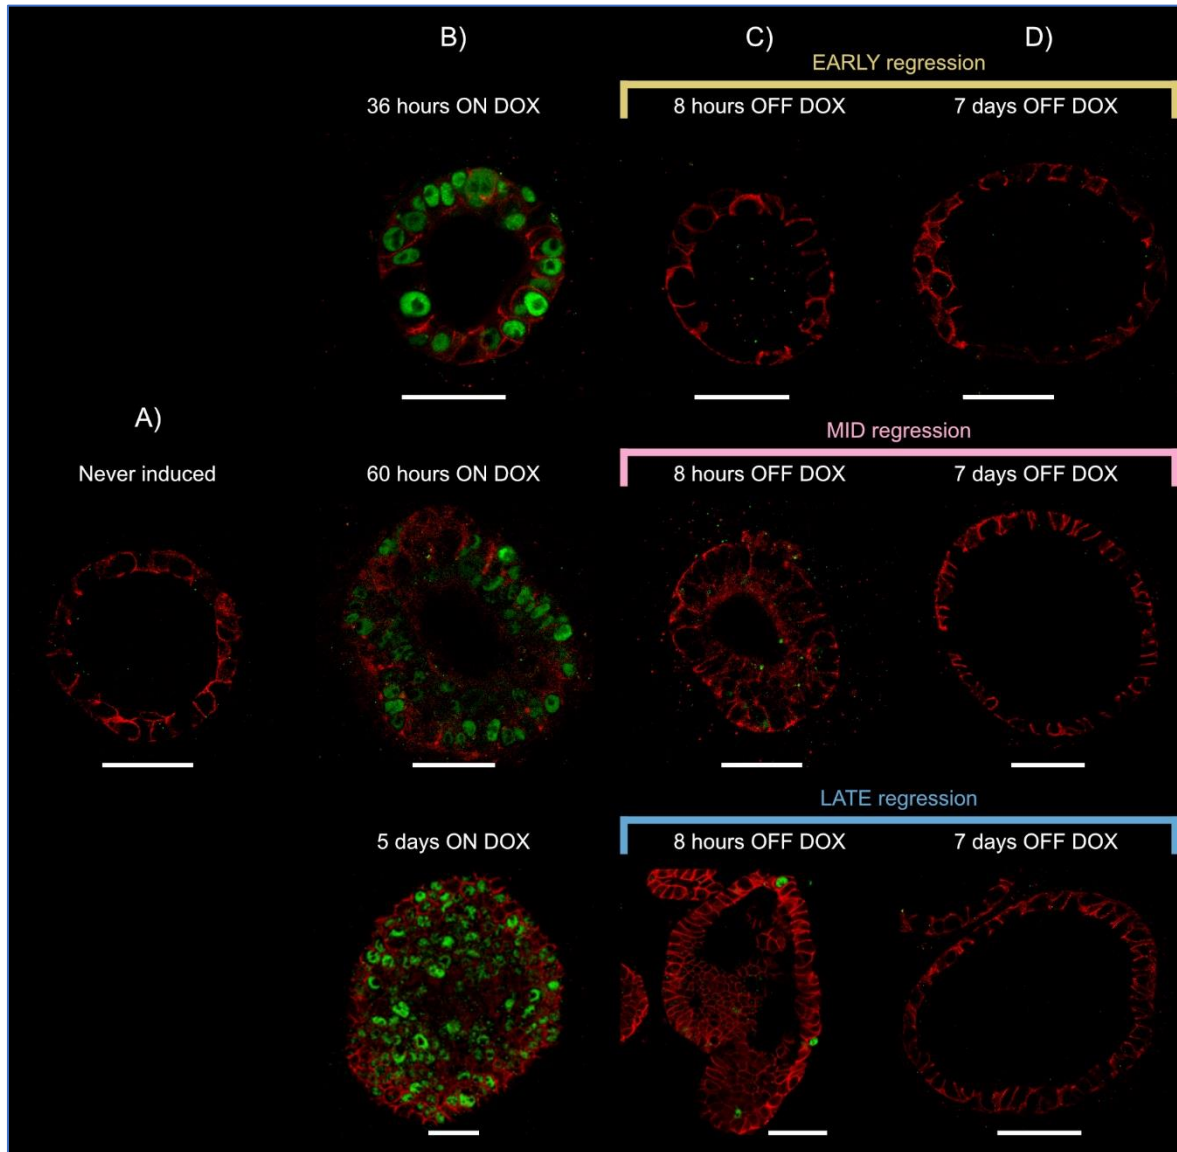 B)
C)
D)
EARLY regression
36 hours ON DOX
8 hours OFF DOX
7 days OFF DOX
A)
MID regression
Never induced
60 hours ON DOX
8 hours OFF DOX
7 days OFF DOX
LATE regression
5 days ON DOX
8 hours OFF DOX
7 days OFF DOX